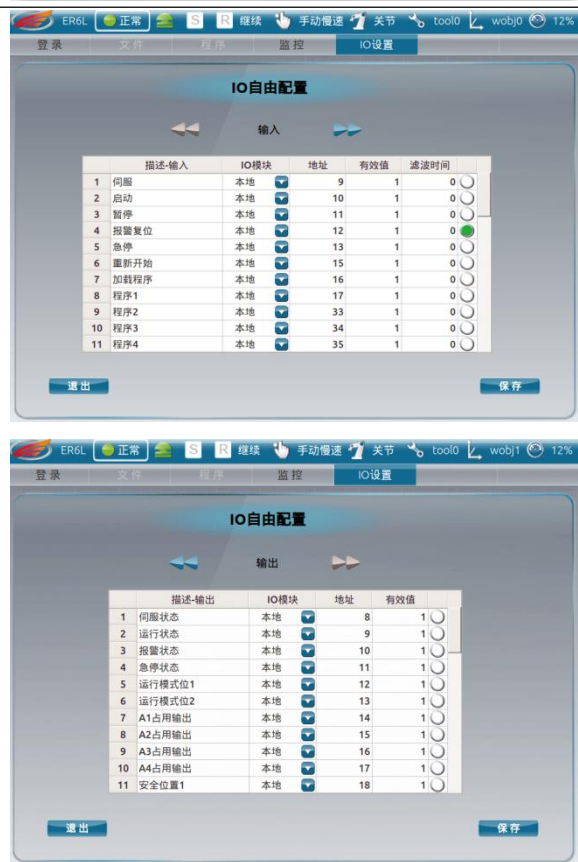 ER6L 正常 S R 继续 手动慢速 关节 tool0 wobj0 12%
登录 文件 程序 监控 IO设置
IO自由配置
输入
描述-输入 IO模块 地址 有效值 滤波时间
1 伺服 本地 9 1 0
2 启动 本地 10 1 0
3 暂停 本地 11 1 0
4 报警复位 本地 12 1 0
5 急停 本地 13 1 0
6 重新开始 本地 15 1 0
7 加载程序 本地 16 1 0
8 程序1 本地 17 1 0
9 程序2 本地 33 1 0
10 程序3 本地 34 1 0
11 程序4 本地 35 1 0
退出 保存
ER6L 正常 S R 继续 手动慢速 关节 tool0 wobj1 12%
登录 文件 程序 监控 IO设置
IO自由配置
输出
描述-输出 IO模块 地址 有效值
1 伺服状态 本地 8 1
2 运行状态 本地 9 1
3 报警状态 本地 10 1
4 急停状态 本地 11 1
5 运行模式位1 本地 12 1
6 运行模式位2 本地 13 1
7 A1占用输出 本地 14 1
8 A2占用输出 本地 15 1
9 A3占用输出 本地 16 1
10 A4占用输出 本地 17 1
11 安全位置1 本地 18 1
退出 保存